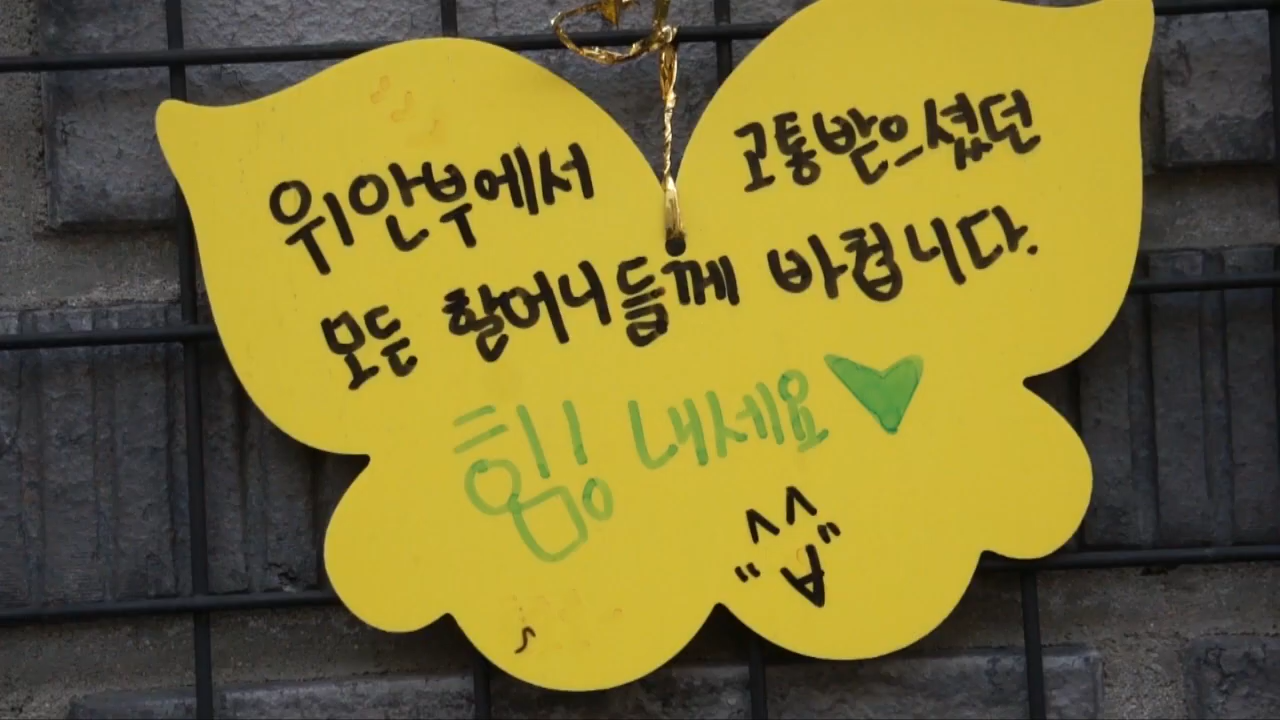 위안부에서 고통받으셨던
모든 할머니들께 바칩니다.
힘! 내세요
^^